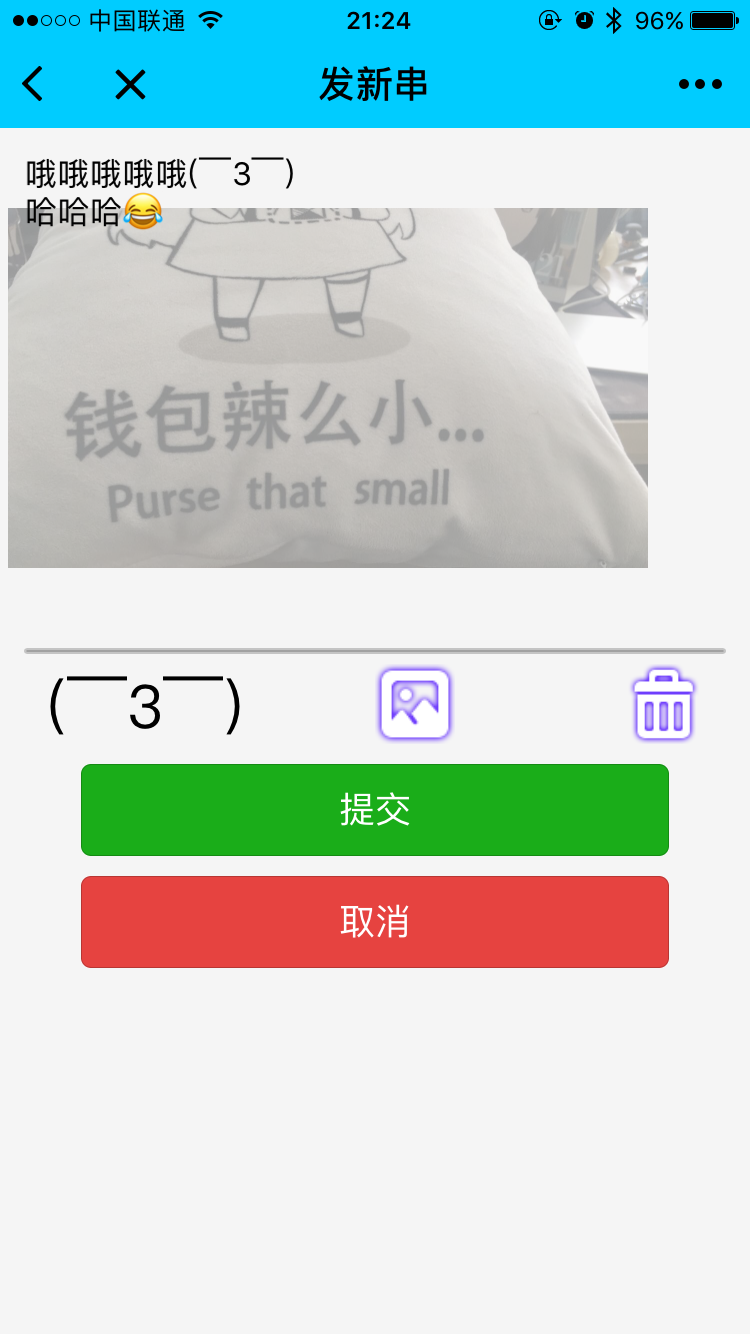 中国联通 21:24 96%
发新串
哦哦哦哦哦(￣3￣)
哈哈哈😂
钱包辣么小...
Purse that small
(￣3￣)
提交
取消